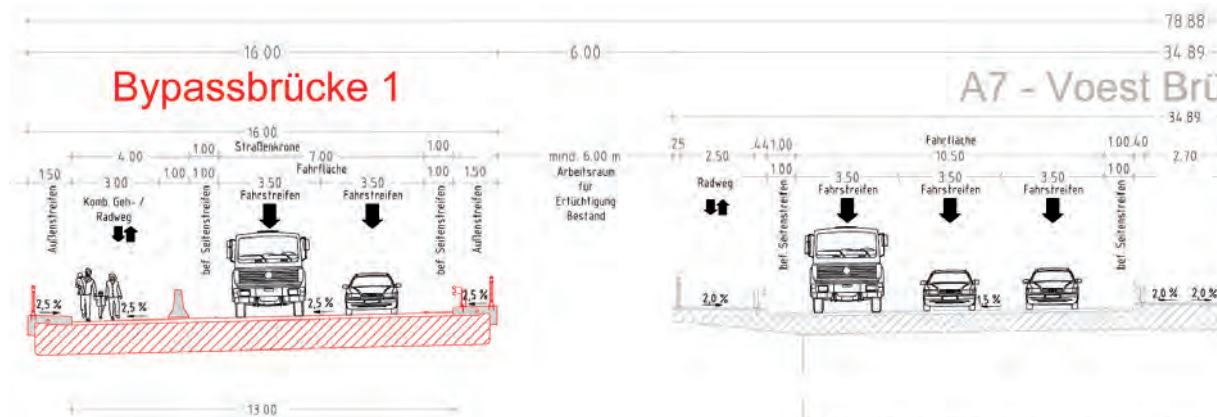 78.88
16.00 6.00 34.89
Bypassbrücke 1 A7 - Voest Brü
34.89
16.00
1.00 Straßenkrone 1.00
4.00 7.00
Fahrfläche
1.50 3.00 1.00 1.00 3.50 3.50 1.00 1.50
Außenstreifen
Komb. Geh- /
Radweg
bef. Seitenstreifen
Fahrstreifen Fahrstreifen
bef. Seitenstreifen
Außenstreifen
mind. 6.00 m
Arbeitsraum
für
Ertüchtigung
Bestand
Fahrfläche
25 2.50 .44 1.00 10.50 1.00 .40 2.70
1.00 3.50 3.50 3.50 1.00
Radweg
bef. Seitenstreifen
Fahrstreifen Fahrstreifen Fahrstreifen
bef. Seitenstreifen
2,5 % 2,5 % 2,5 % 2,5 %
2,0 % 1,5 % 2,0 % 2,0 %
13.00